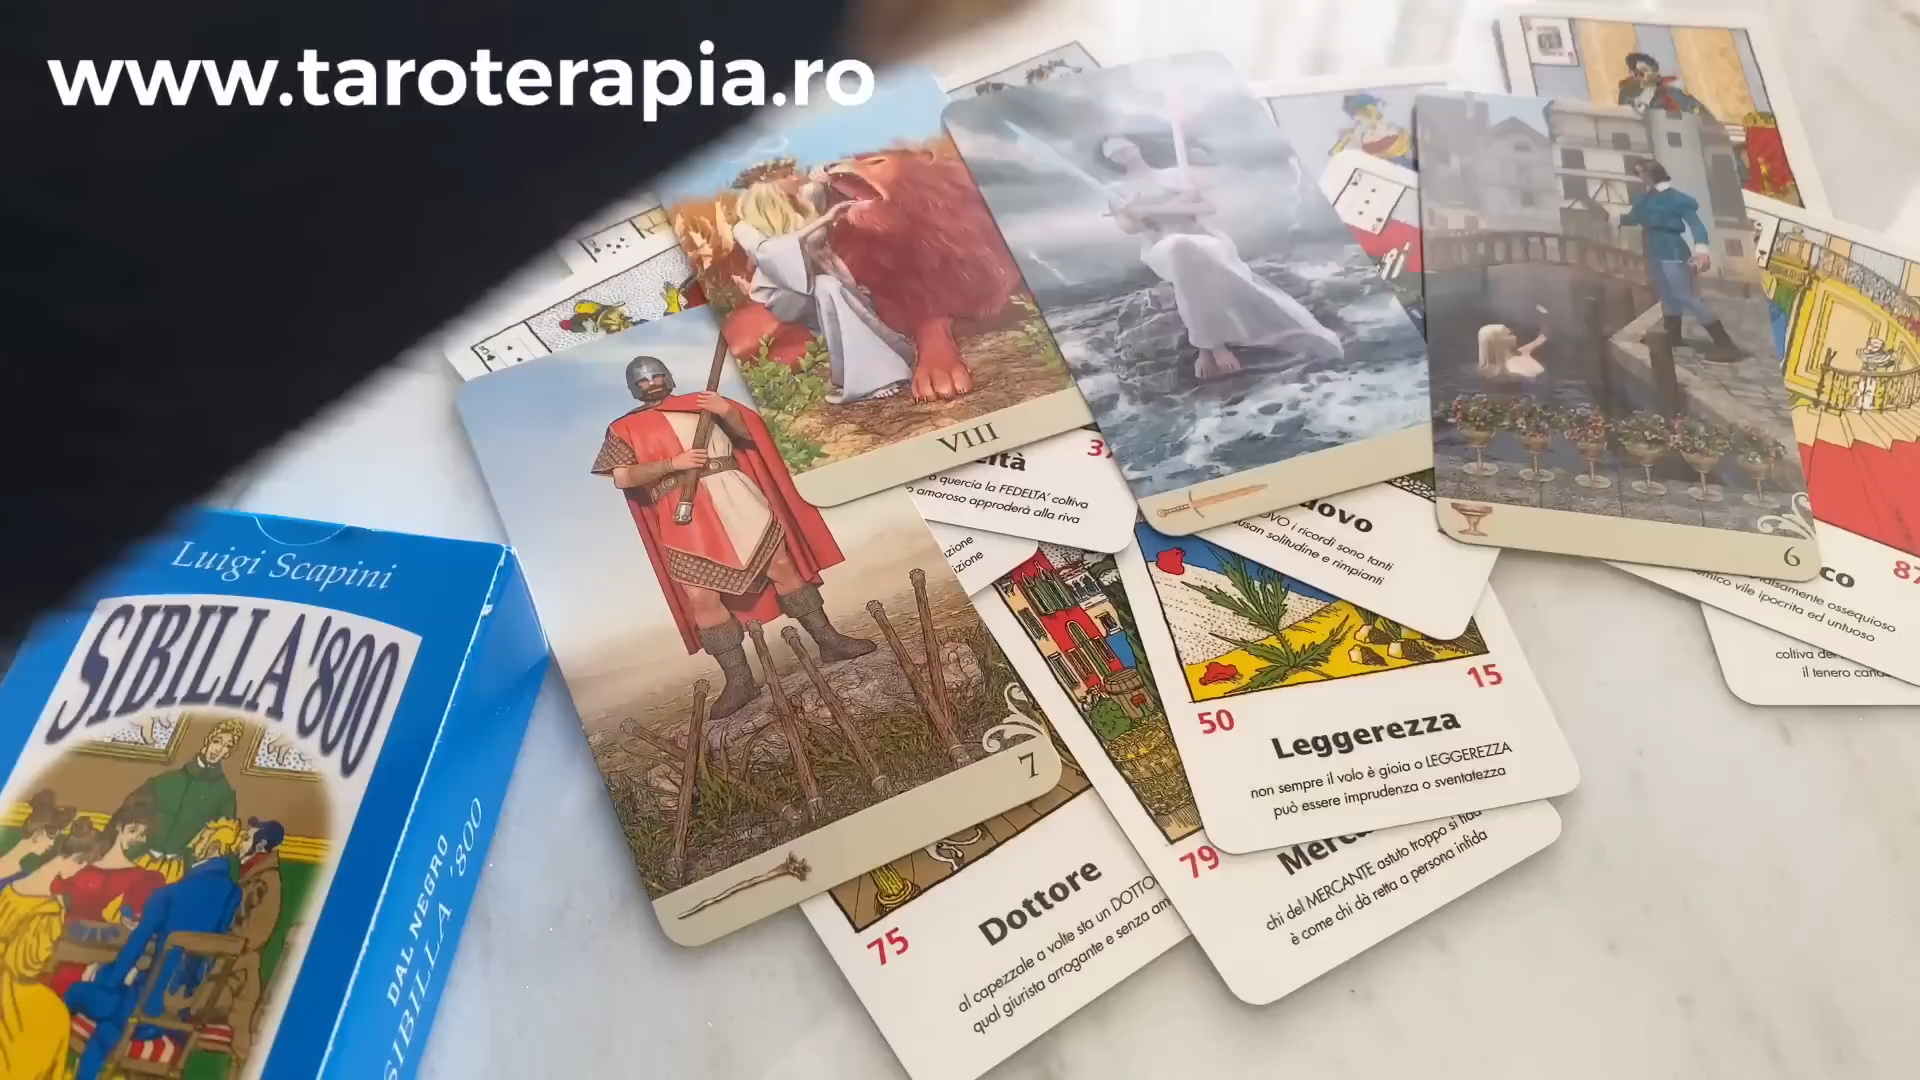 www.taroterapia.ro
Luigi Scapini
SIBILLA '800
DAL NEGRO
SIBILLA '800
VIII
7
6
37
quercia la FEDELTA' coltiva
amoroso approderà alla riva
i ricordi sono tanti
solitudine e rimpianti
87
ossequioso
vile ipocrita ed untuoso
coltiva
il tenero
50
15
Leggerezza
non sempre il volo è gioia o LEGGEREZZA
può essere imprudenza o sventatezza
79
chi del MERCANTE astuto troppo si
è come chi dà retta a persona infida
75
Dottore
al capezzale a volte sta un
qual giurista arrogante e senza